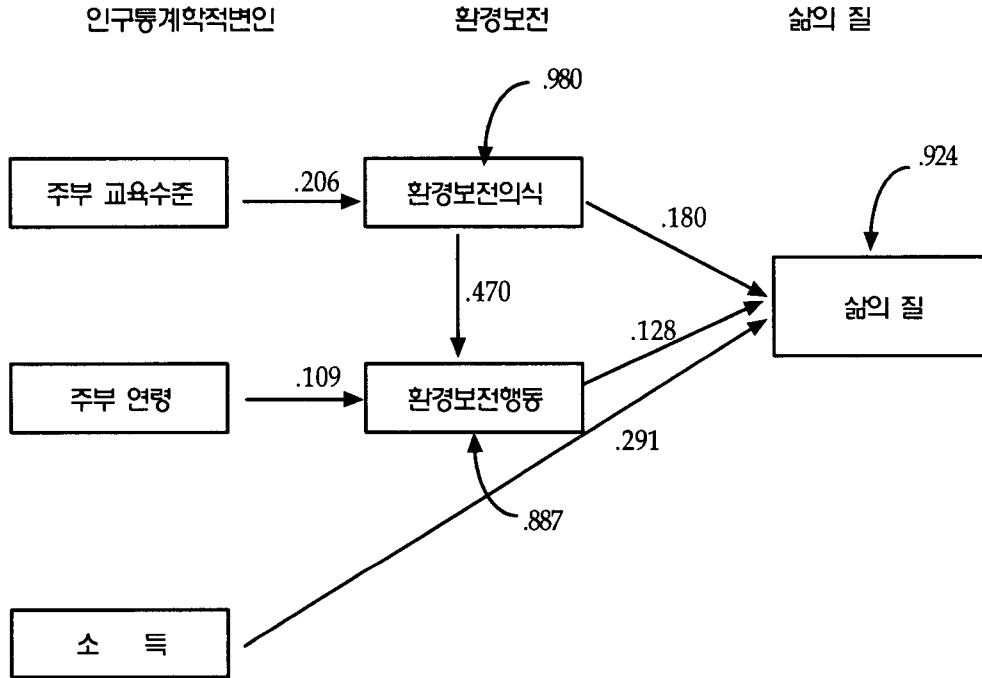 인구통계학적변인 환경보전 삶의 질
.980
.924
주부 교육수준 .206 환경보전의식
.180
삶의 질
.470
.128
주부 연령 .109 환경보전행동
.291
.887
소 득